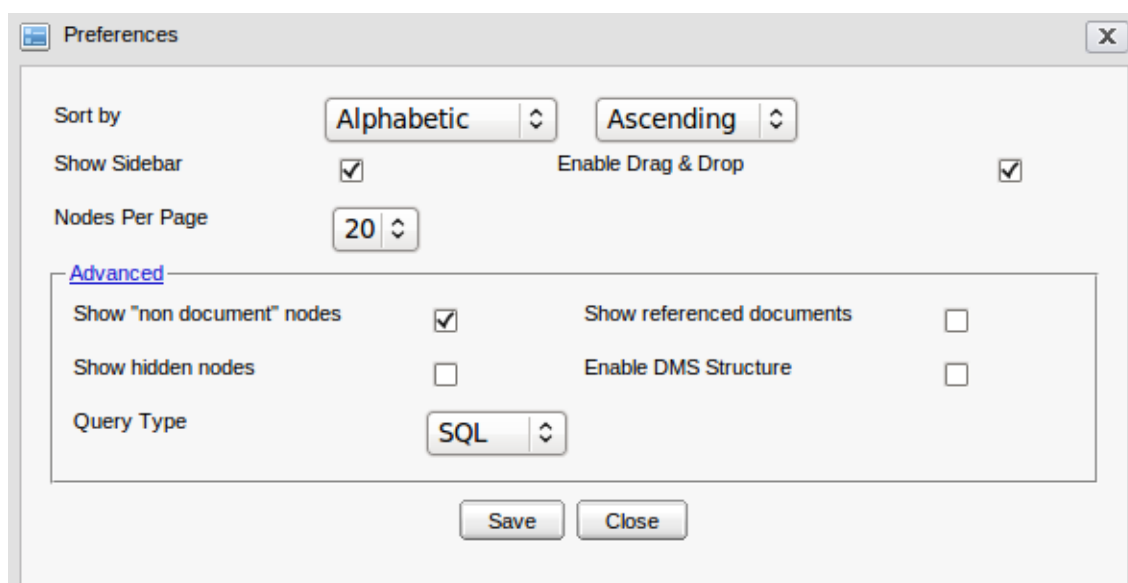 Preferences
X
Sort by Alphabetic Ascending
Show Sidebar Enable Drag & Drop
Nodes Per Page 20
Advanced
Show "non document" nodes Show referenced documents
Show hidden nodes Enable DMS Structure
Query Type SQL
Save Close